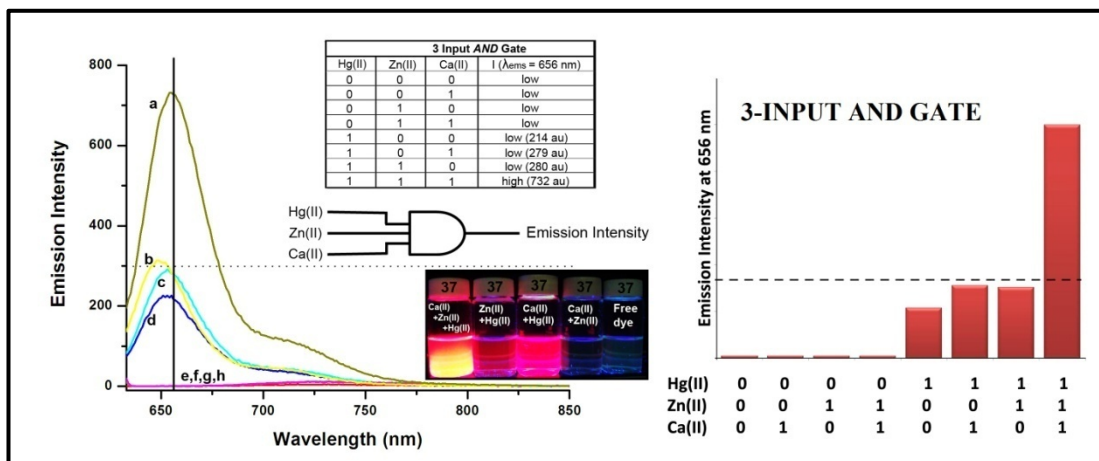 3 Input AND Gate
Hg(II) Zn(II) Ca(II) I (λems = 656 nm)
0 0 0 low
0 0 1 low
0 1 0 low
0 1 1 low
1 0 0 low (214 au)
1 0 1 low (279 au)
1 1 0 low (280 au)
1 1 1 high (732 au)
800
600
400
300
200
0
Emission Intensity
a
b
c
d
e,f,g,h
650 700 750 800 850
Wavelength (nm)
Hg(II)
Zn(II)
Ca(II)
Emission Intensity
37 37 37 37 37
Ca(II)
+Zn(II)
+Hg(II)
Zn(II)
+Hg(II)
Ca(II)
+Hg(II)
Ca(II)
+Zn(II)
Free
dye
3-INPUT AND GATE
Emission Intensity at 656 nm
Hg(II) 0 0 0 0 1 1 1 1
Zn(II) 0 0 1 1 0 0 1 1
Ca(II) 0 1 0 1 0 1 0 1